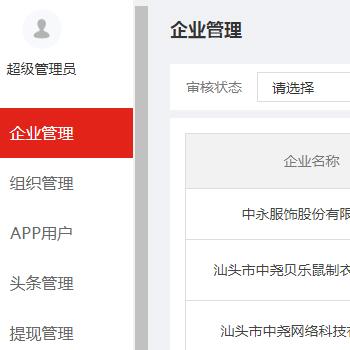 超级管理员
企业管理
组织管理
APP用户
头条管理
提现管理
企业管理
审核状态
请选择
企业名称
中永服饰股份有限
汕头市中尧贝乐鼠制衣
汕头市中尧网络科技有